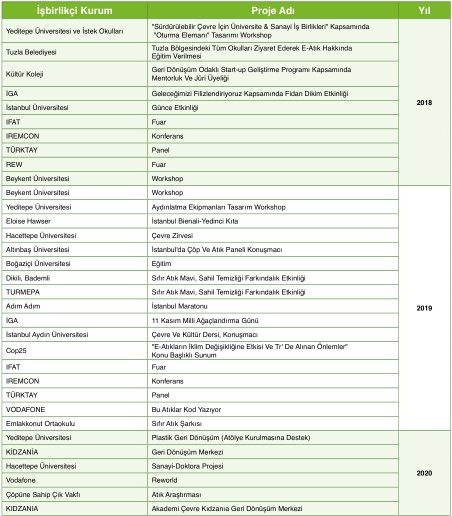 İşbirlikçi Kurum Proje Adı Yıl
Yeditepe Üniversitesi ve İstek Okulları "Sürdürülebilir Çevre İçin Üniversite & Sanayi İş Birlikleri" Kapsamında
"Oturma Elemanı" Tasarımı Workshop
Tuzla Belediyesi Tuzla Bölgesindeki Tüm Okulları Ziyaret Ederek E-Atık Hakkında
Eğitim Verilmesi
Kültür Koleji Geri Dönüşüm Odaklı Start-up Geliştirme Programı Kapsamında
Mentorluk Ve Jüri Üyeliği
İGA Geleceğimizi Filizlendiriyoruz Kapsamında Fidan Dikim Etkinliği
2018
İstanbul Üniversitesi Günce Etkinliği
IFAT Fuar
IREMCON Konferans
TÜRKTAY Panel
REW Fuar
Beykent Üniversitesi Workshop
Beykent Üniversitesi Workshop
Yeditepe Üniversitesi Aydınlatma Ekipmanları Tasarım Workshop
Eloise Hawser İstanbul Bienali-Yedinci Kıta
Hacettepe Üniversitesi Çevre Zirvesi
Altınbaş Üniversitesi İstanbul'da Çöp Ve Atık Paneli Konuşmacı
Boğaziçi Üniversitesi Eğitim
Dikili, Bademli Sıfır Atık Mavi, Sahil Temizliği Farkındalık Etkinliği
TURMEPA Sıfır Atık Mavi, Sahil Temizliği Farkındalık Etkinliği
Adım Adım İstanbul Maratonu
2019
İGA 11 Kasım Milli Ağaçlandırma Günü
İstanbul Aydın Üniversitesi Çevre Ve Kültür Dersi, Konuşmacı
Cop25 "E-Atıkların İklim Değişikliğine Etkisi Ve Tr' De Alınan Önlemler"
Konu Başlıklı Sunum
IFAT Fuar
IREMCON Konferans
TÜRKTAY Panel
VODAFONE Bu Atıklar Kod Yazıyor
Emlakkonut Ortaokulu Sıfır Atık Şarkısı
Yeditepe Üniversitesi Plastik Geri Dönüşüm (Atölye Kurulmasına Destek)
KİDZANİA Geri Dönüşüm Merkezi
Hacettepe Üniversitesi Sanayi-Doktora Projesi
2020
Vodafone Reworld
Çöpüne Sahip Çık Vakfı Atık Araştırması
KIDZANIA Akademi Çevre Kıdzanıa Geri Dönüşüm Merkezi